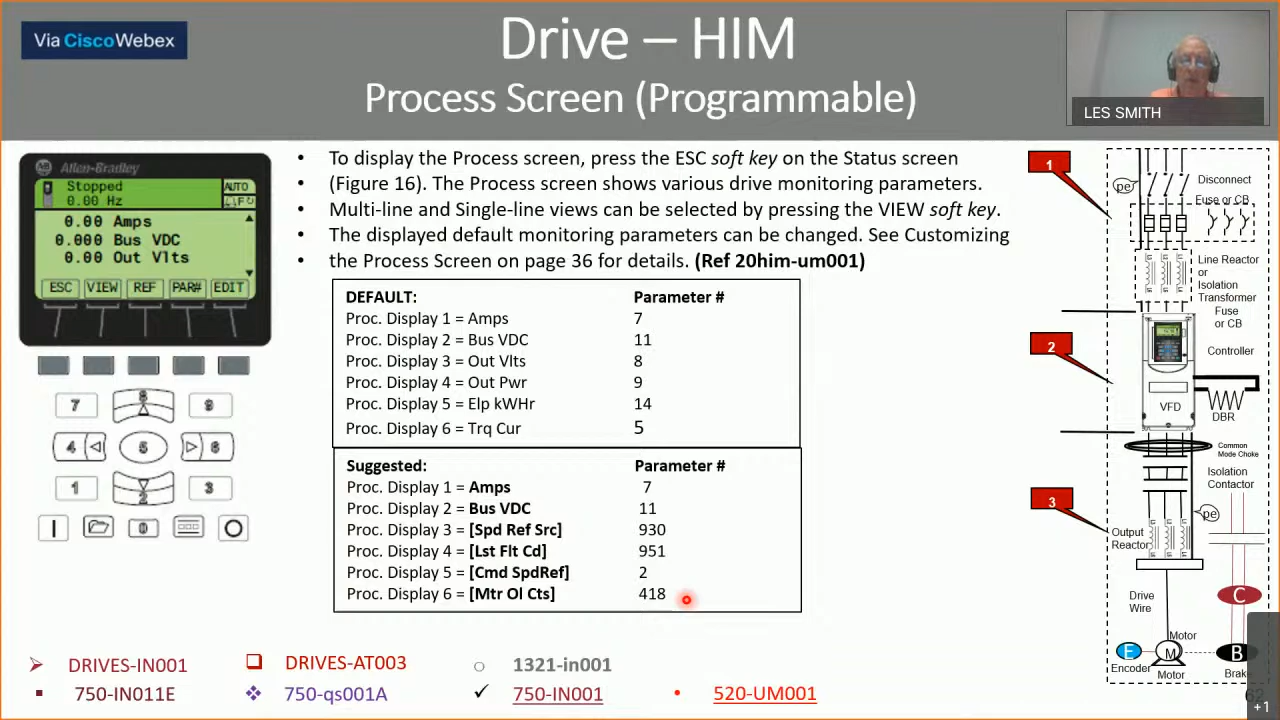 Via CiscoWebex
Drive – HIM
Process Screen (Programmable)
LES SMITH
Allen-Bradley
Stopped
0.00 Hz
AUTO
F
0.00 Amps
0.000 Bus VDC
0.00 Out Vlts
ESC VIEW REF PAR# EDIT
7 8 9
4 5 6
1 2 3
0
• To display the Process screen, press the ESC soft key on the Status screen
• (Figure 16). The Process screen shows various drive monitoring parameters.
• Multi-line and Single-line views can be selected by pressing the VIEW soft key.
• The displayed default monitoring parameters can be changed. See Customizing
• the Process Screen on page 36 for details. (Ref 20him-um001)
DEFAULT: Parameter #
Proc. Display 1 = Amps 7
Proc. Display 2 = Bus VDC 11
Proc. Display 3 = Out Vlts 8
Proc. Display 4 = Out Pwr 9
Proc. Display 5 = Elp kWHr 14
Proc. Display 6 = Trq Cur 5
Suggested: Parameter #
Proc. Display 1 = Amps 7
Proc. Display 2 = Bus VDC 11
Proc. Display 3 = [Spd Ref Src] 930
Proc. Display 4 = [Lst Flt Cd] 951
Proc. Display 5 = [Cmd SpdRef] 2
Proc. Display 6 = [Mtr Ol Cts] 418
1
pe
Disconnect
Fuse or CB
Line Reactor
or
Isolation
Transformer
Fuse
or CB
2
Controller
VFD
DBR
Common
Mode Choke
Isolation
Contactor
3
pe
Output
Reactor
Drive
Wire
C
Motor
E
M
B
Encoder
Motor
Brake
➢ DRIVES-IN001
❑ DRIVES-AT003
○ 1321-in001
▪ 750-IN011E
❖ 750-qs001A
✓ 750-IN001
• 520-UM001
62
+1